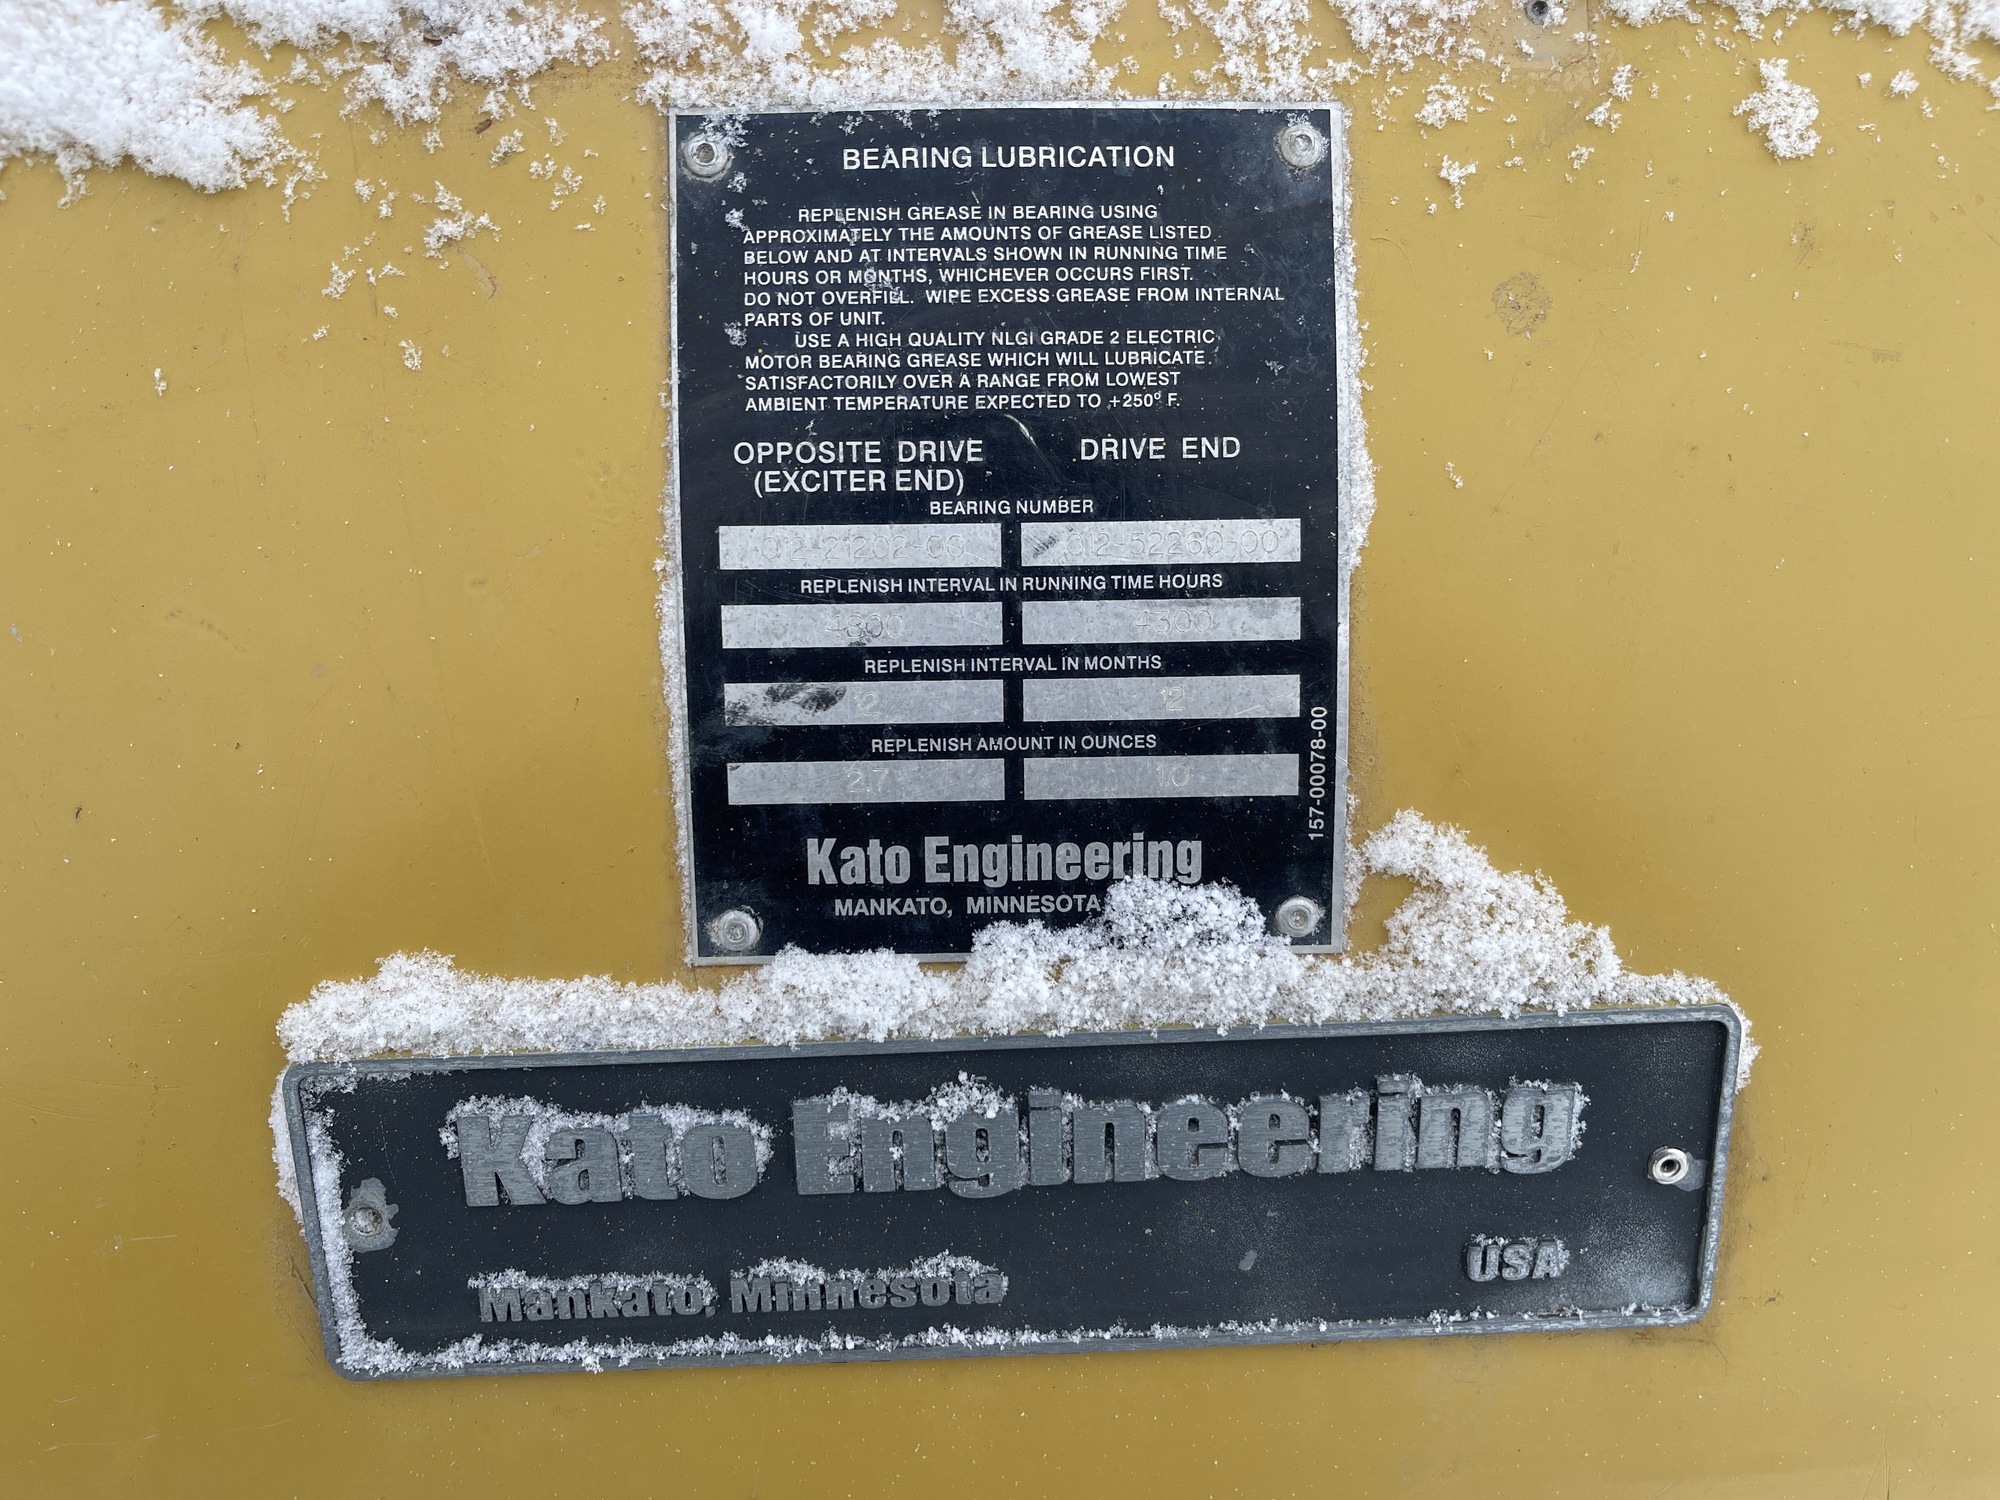 BEARING LUBRICATION
REPLENISH GREASE IN BEARING USING
APPROXIMATELY THE AMOUNTS OF GREASE LISTED
BELOW AND AT INTERVALS SHOWN IN RUNNING TIME
HOURS OR MONTHS, WHICHEVER OCCURS FIRST.
DO NOT OVERFILL. WIPE EXCESS GREASE FROM INTERNAL
PARTS OF UNIT.
USE A HIGH QUALITY NLGI GRADE 2 ELECTRIC
MOTOR BEARING GREASE WHICH WILL LUBRICATE
SATISFACTORILY OVER A RANGE FROM LOWEST
AMBIENT TEMPERATURE EXPECTED TO +250º F.
OPPOSITE DRIVE DRIVE END
(EXCITER END)
BEARING NUMBER
012-21202-00 012-52260-00
REPLENISH INTERVAL IN RUNNING TIME HOURS
4300
REPLENISH INTERVAL IN MONTHS
12 12
REPLENISH AMOUNT IN OUNCES
2.7 1.0
157-00078-00
Kato Engineering
MANKATO, MINNESOTA
Kato Engineering
Mankato, Minnesota USA